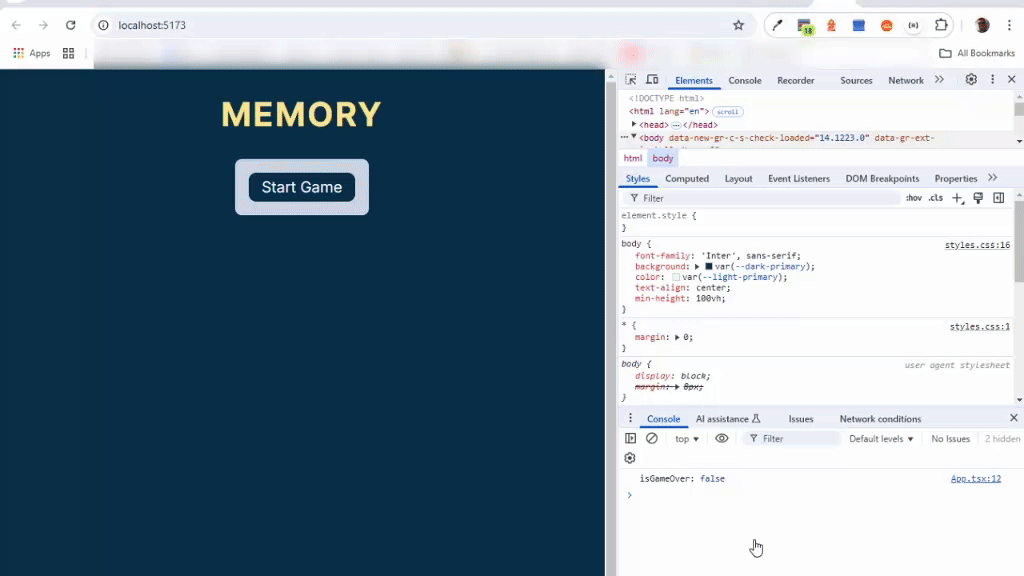 localhost:5173
18
Apps
All Bookmarks
MEMORY
Start Game
Elements
Console
Recorder
Sources
Network
<!DOCTYPE html>
<html lang="en"> scroll
<head> ⋯ </head>
<body data-new-gr-c-s-check-loaded="14.1223.0" data-gr-ext-
html body
Styles Computed Layout Event Listeners DOM Breakpoints Properties
Filter :hov .cls
element.style {
}
body { styles.css:16
font-family: 'Inter', sans-serif;
background: var(--dark-primary);
color: var(--light-primary);
text-align: center;
min-height: 100vh;
}
* { styles.css:1
margin: 0;
}
body { user agent stylesheet
display: block;
margin: 8px;
}
Console AI assistance Issues Network conditions
top Filter Default levels No Issues 2 hidden
isGameOver: false App.tsx:12